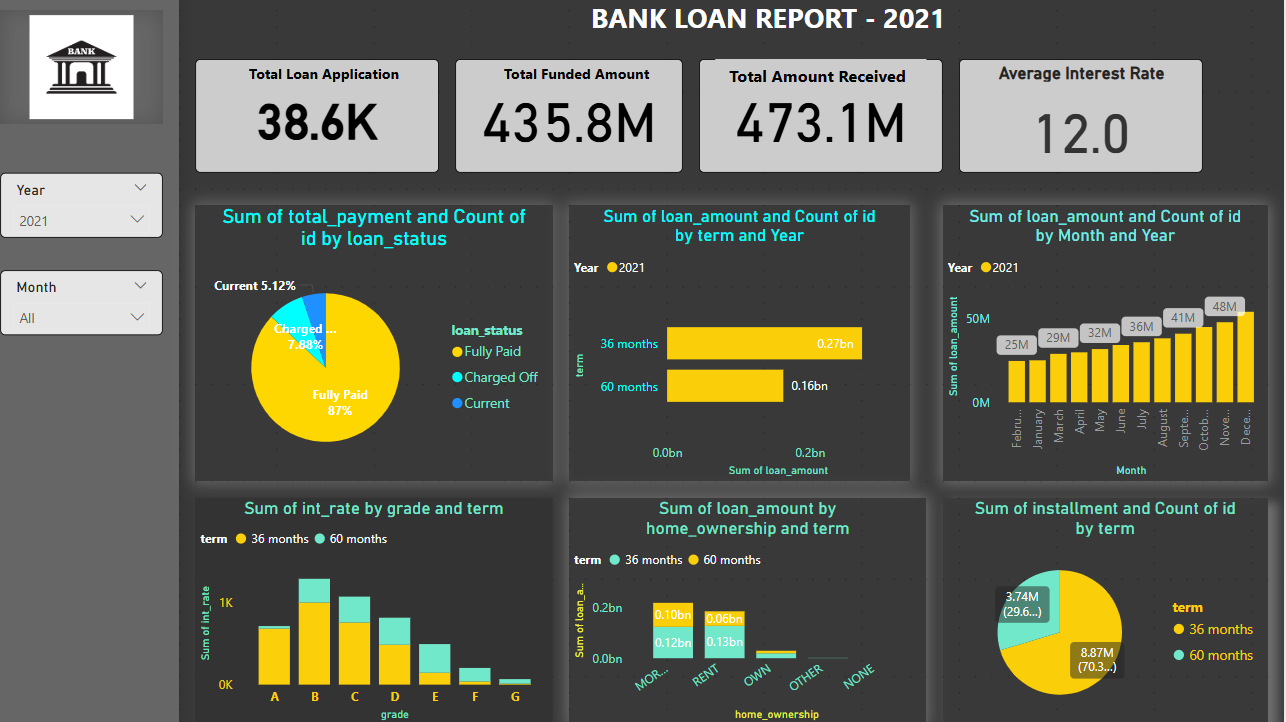 BANK LOAN REPORT - 2021
BANK
Total Loan Application
38.6K
Total Funded Amount
435.8M
Total Amount Received
473.1M
Average Interest Rate
12.0
Year
2021
Month
All
Sum of total_payment and Count of
id by loan_status
Current 5.12%
Charged ...
7.88%
Fully Paid
87%
loan_status
Fully Paid
Charged Off
Current
Sum of loan_amount and Count of id
by term and Year
Year 2021
term
36 months
0.27bn
60 months
0.16bn
0.0bn 0.2bn
Sum of loan_amount
Sum of loan_amount and Count of id
by Month and Year
Year 2021
Sum of loan_amount
50M
0M
25M 29M 32M 36M 41M 48M
Febru... January March April May June July August Septe... Octob... Nove... Dece...
Month
Sum of int_rate by grade and term
term 36 months 60 months
Sum of int_rate
1K
0K
A B C D E F G
grade
Sum of loan_amount by
home_ownership and term
term 36 months 60 months
Sum of loan_a...
0.2bn
0.0bn
0.10bn 0.06bn
0.12bn 0.13bn
MOR... RENT OWN OTHER NONE
home_ownership
Sum of installment and Count of id
by term
3.74M
(29.6...)
8.87M
(70.3...)
term
36 months
60 months